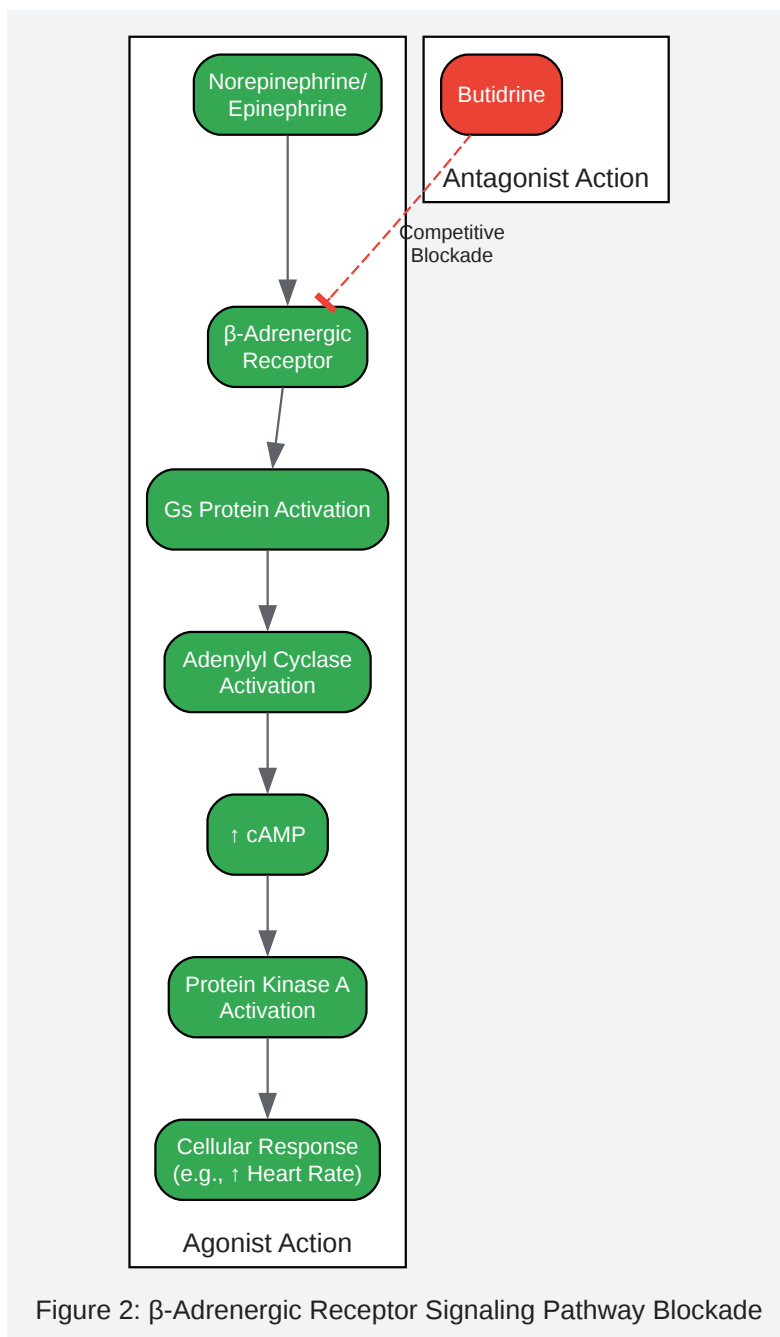 Norepinephrine/
Epinephrine
Butidrine
Antagonist Action
Competitive
Blockade
β-Adrenergic
Receptor
Gs Protein Activation
Adenylyl Cyclase
Activation
↑ cAMP
Protein Kinase A
Activation
Cellular Response
(e.g., ↑ Heart Rate)
Agonist Action
Figure 2: β-Adrenergic Receptor Signaling Pathway Blockade